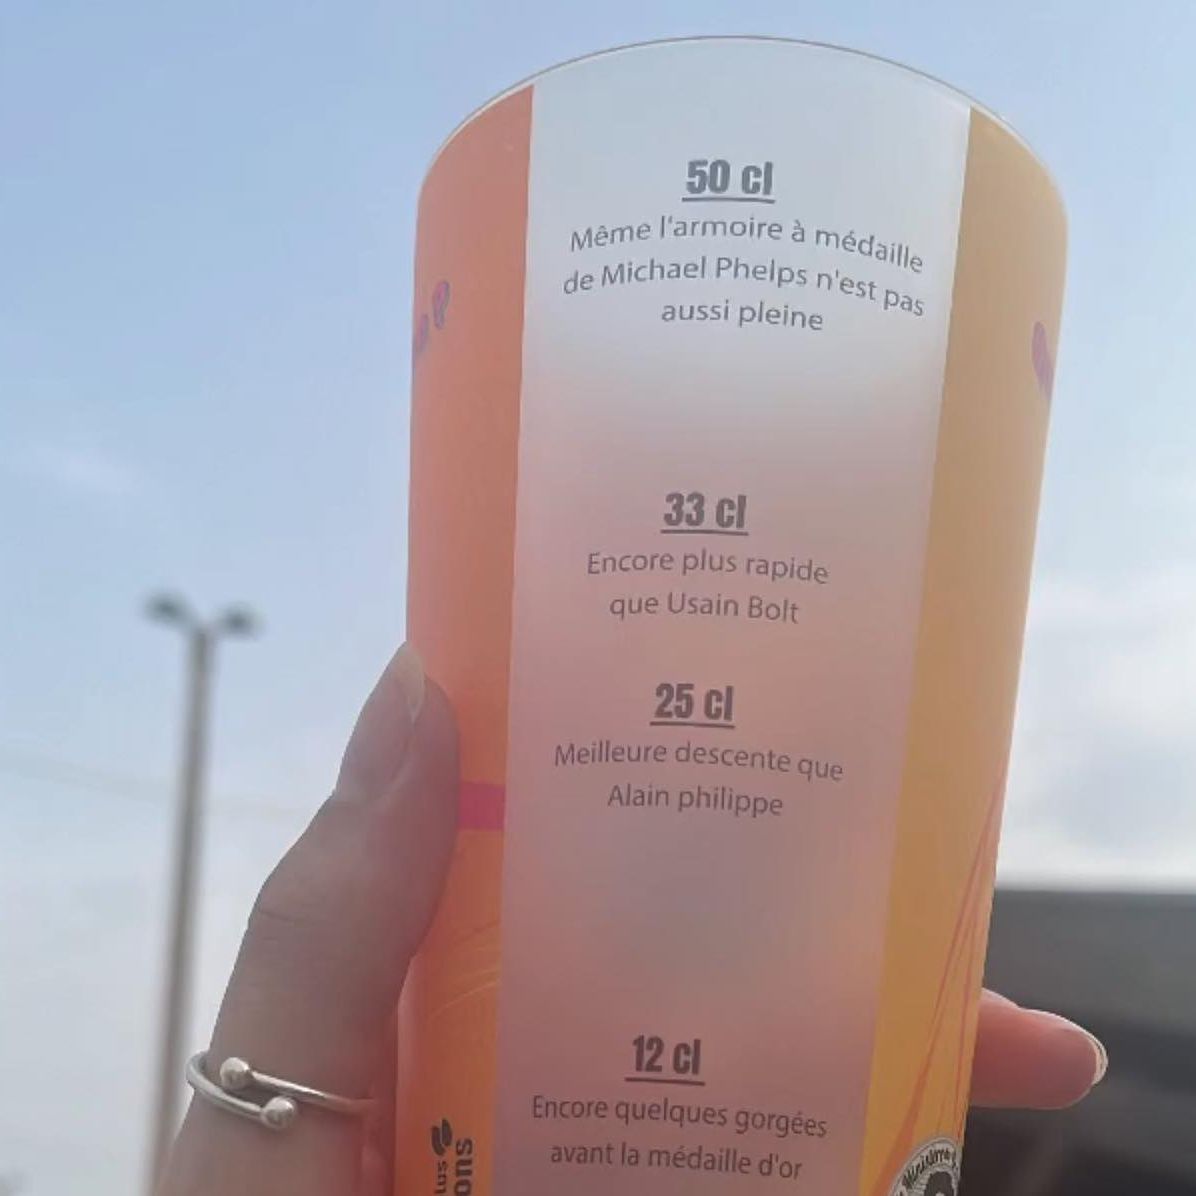 50 cl
Même l'armoire à médaille
de Michael Phelps n'est pas
aussi pleine
33 cl
Encore plus rapide
que Usain Bolt
25 cl
Meilleure descente que
Alain philippe
12 cl
Encore quelques gorgées
avant la médaille d'or